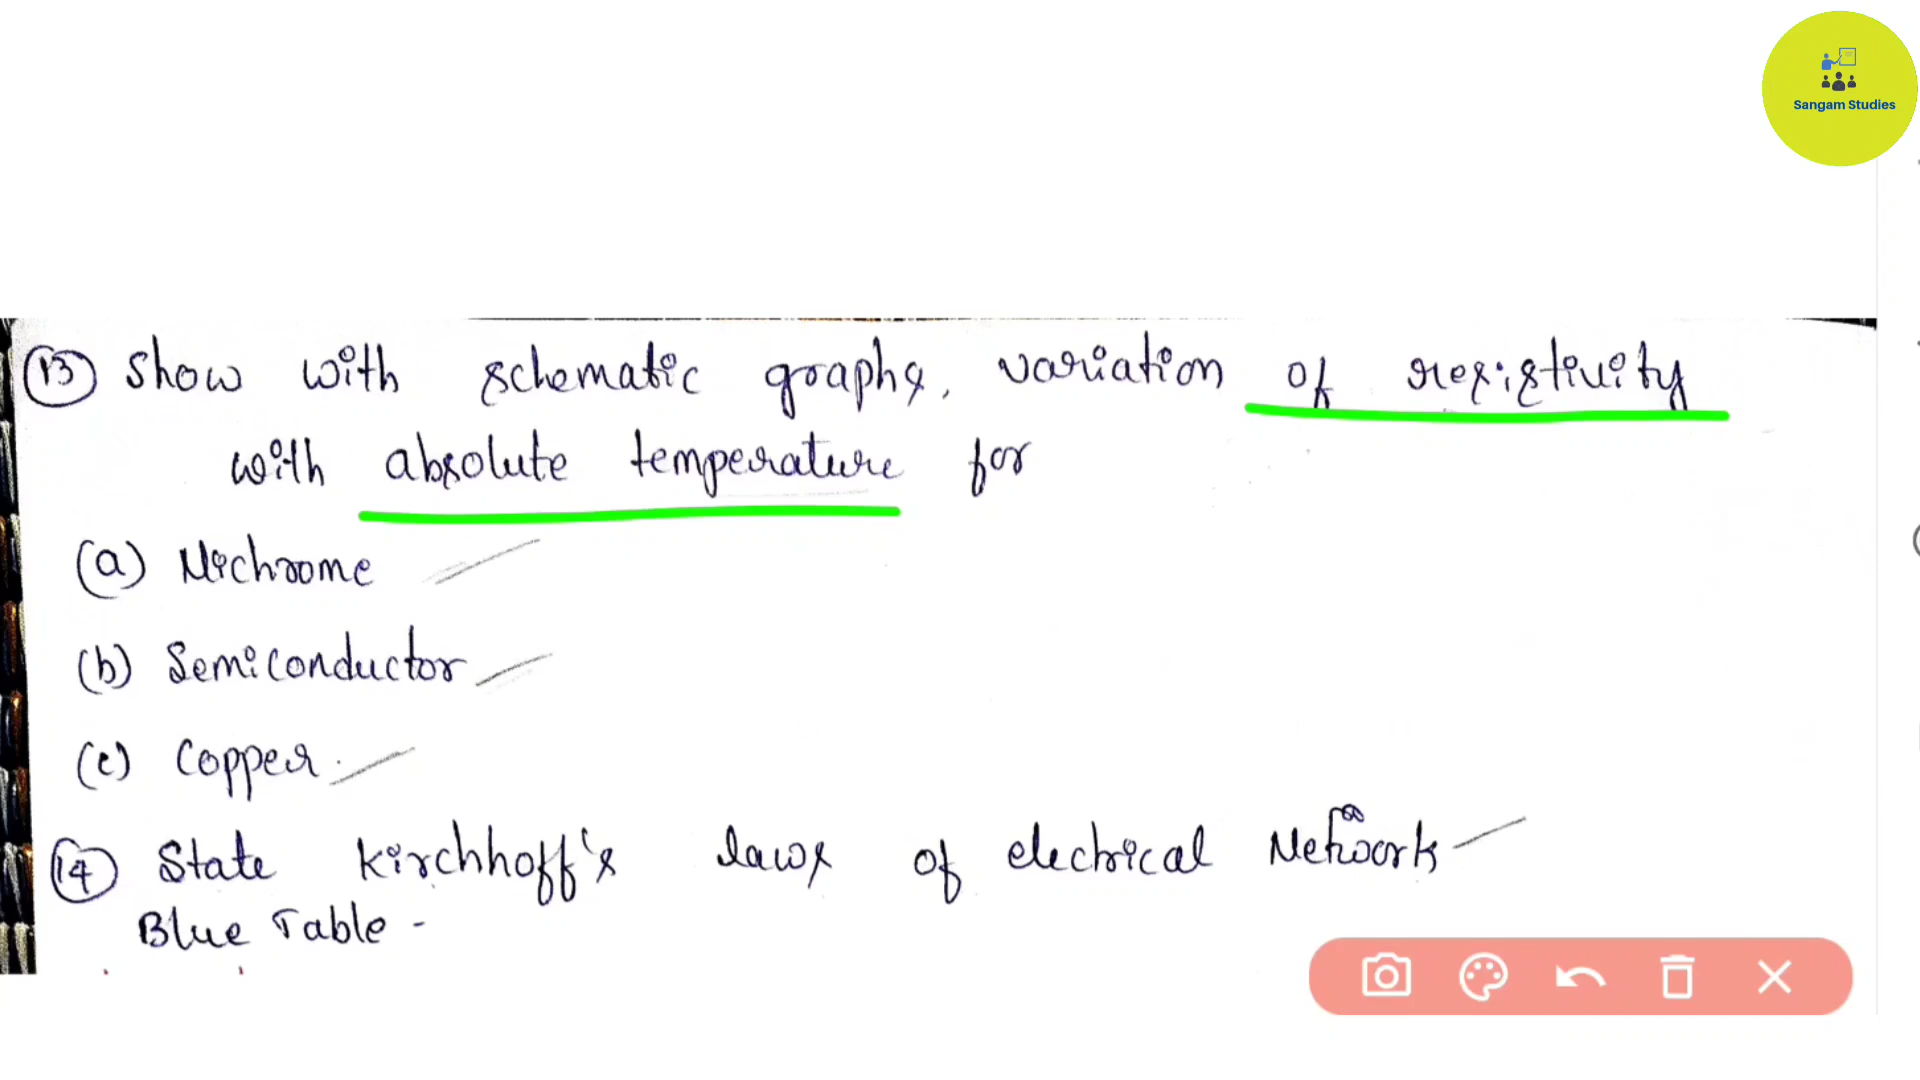 Sangam Studies
(13) Show with schematic graphs, variation of resistivity
with absolute temperature for
(a) Nichrome
(b) Semiconductor
(c) Copper.
(14) State Kirchhoff's laws of electrical Network
Blue Table -